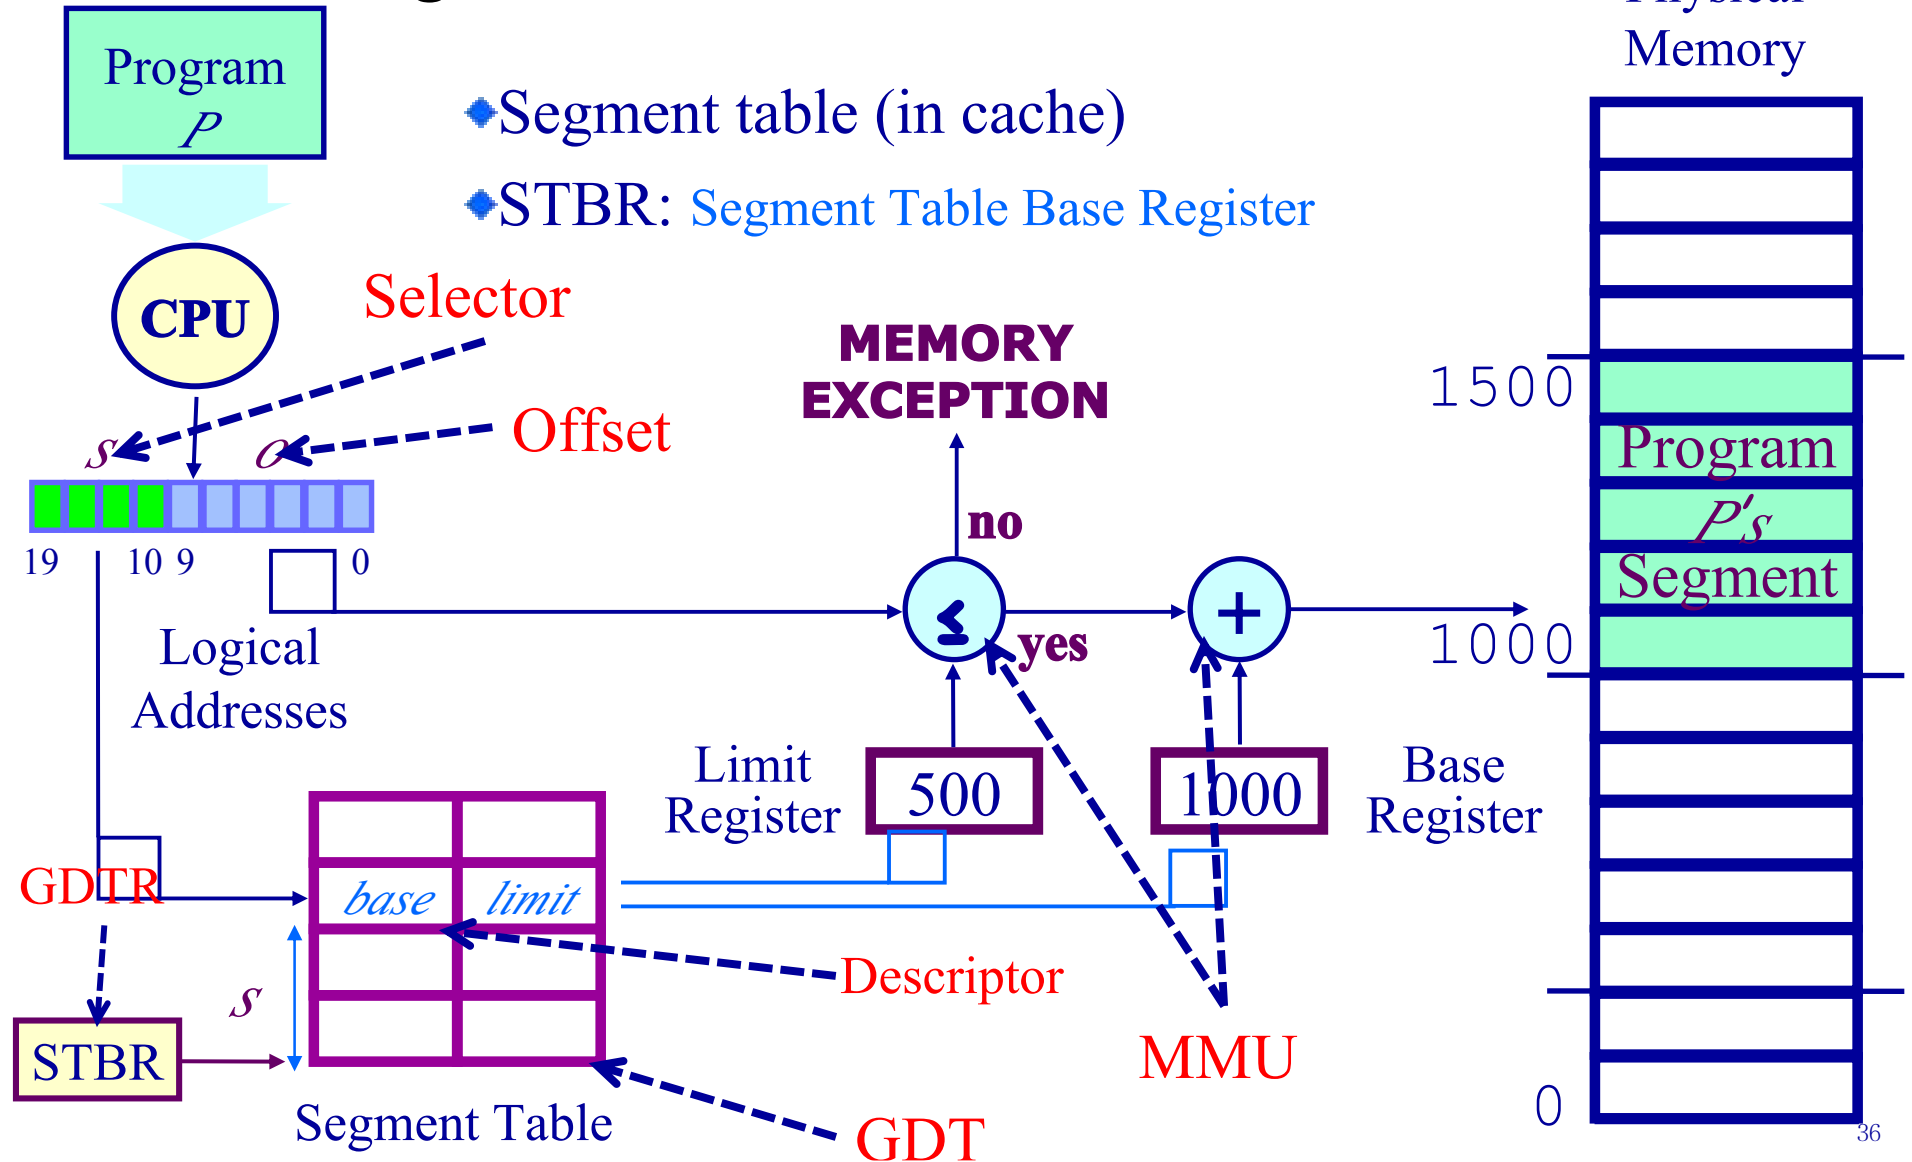 Memory
Program
P
Segment table (in cache)
STBR: Segment Table Base Register
CPU
Selector
MEMORY
EXCEPTION
1500
Offset
s
o
Program
P's
Segment
no
19
10
9
0
≤
+
yes
1000
Logical
Addresses
Limit
Register
500
1000
Base
Register
GDTR
base
limit
Descriptor
s
STBR
MMU
0
Segment Table
GDT
36